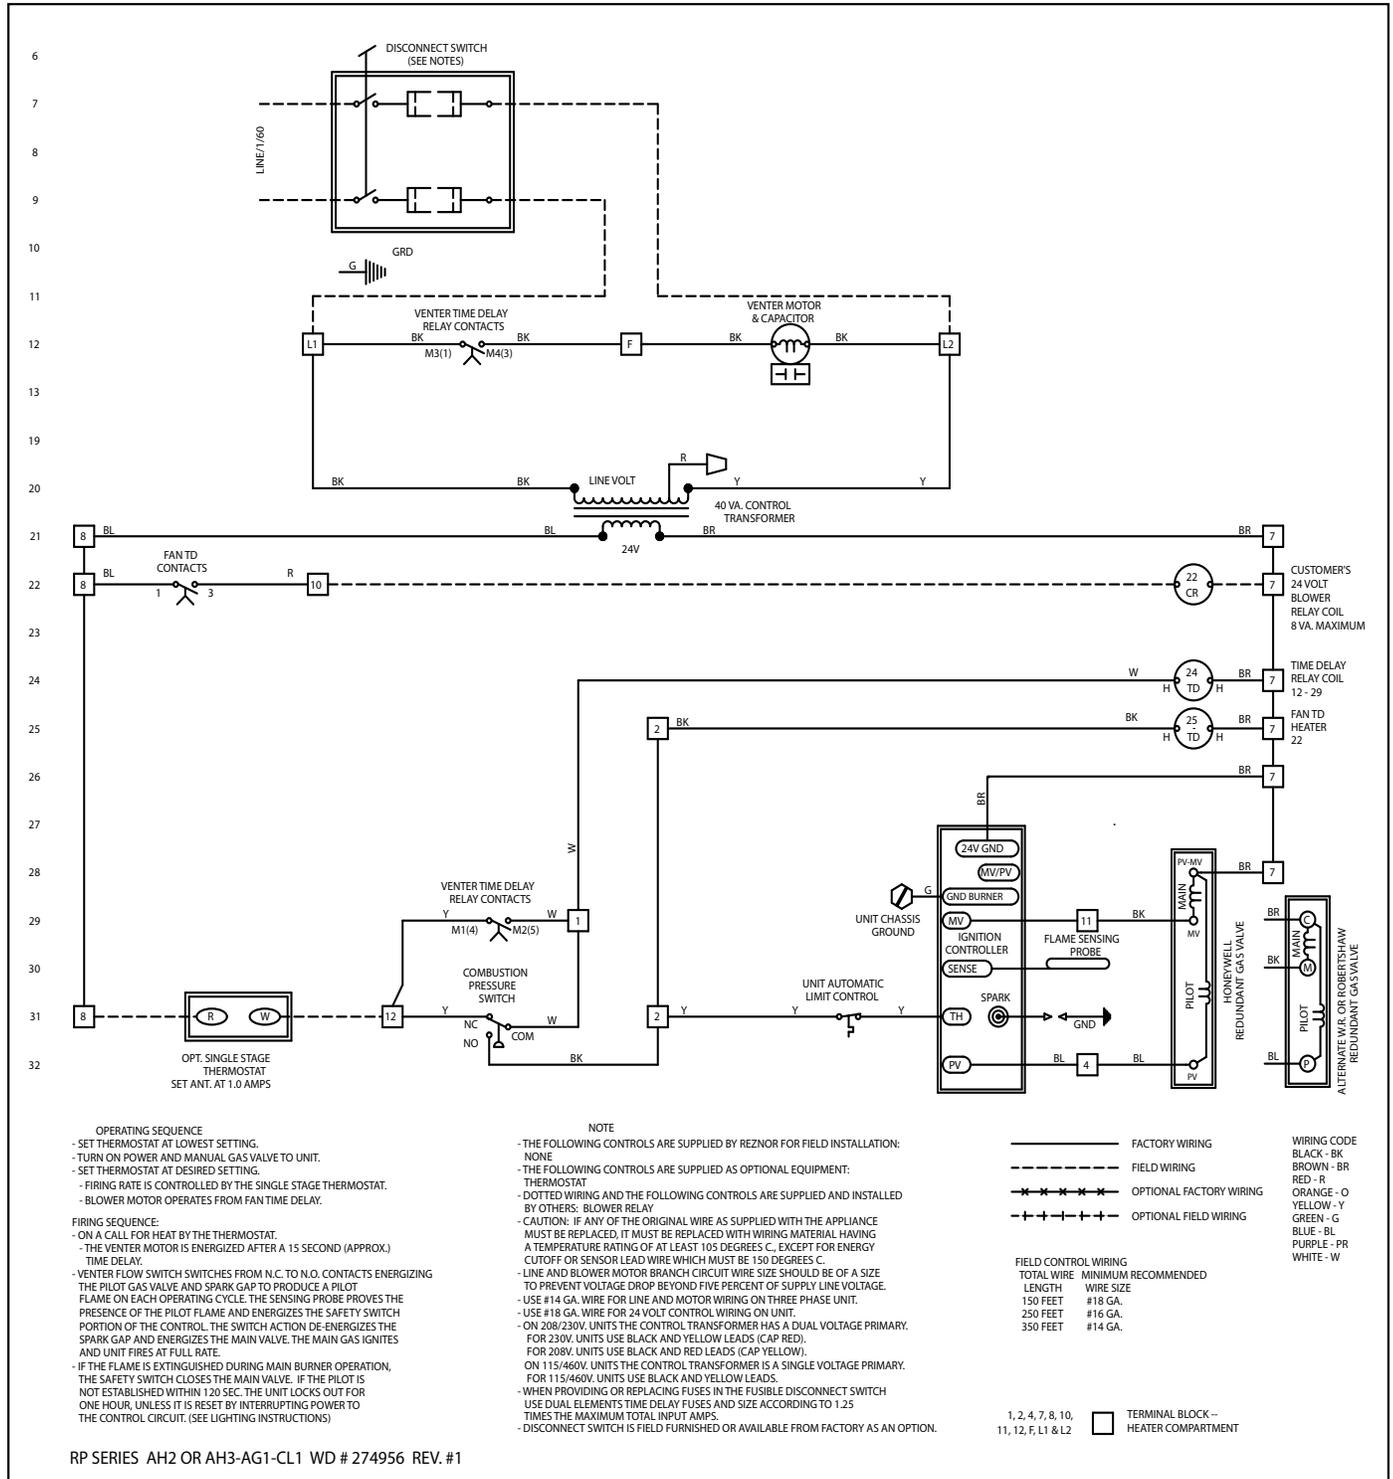 6
DISCONNECT SWITCH
(SEE NOTES)
7
8
LINE/1/60
9
10
GRD
G
11
VENTER TIME DELAY
RELAY CONTACTS
VENTER MOTOR
& CAPACITOR
12
L1
BK
M3(1)
M4(3)
BK
F
BK
BK
L2
13
19
R
20
BK
BK
LINE VOLT
Y
Y
40 VA. CONTROL
TRANSFORMER
21
8
BL
BL
24V
BR
BR
7
FAN TD
CONTACTS
22
8
BL
1
3
R
10
22
CR
7
CUSTOMER'S
24 VOLT
BLOWER
RELAY COIL
8 VA. MAXIMUM
23
24
W
H
24
TD
H
BR
7
TIME DELAY
RELAY COIL
12 - 29
25
2
BK
BK
H
25
-
TD
H
BR
7
FAN TD
HEATER
22
26
BR
BR
7
27
W
24V GND
28
MV/PV
PV-MV
BR
7
VENTER TIME DELAY
RELAY CONTACTS
G
GND BURNER
UNIT CHASSIS
GROUND
29
Y
M1(4)
M2(5)
W
1
MV
11
BK
MAIN
MV
BR
C
IGNITION
CONTROLLER
FLAME SENSING
PROBE
30
COMBUSTION
PRESSURE
SWITCH
SENSE
BK
MAIN
M
UNIT AUTOMATIC
LIMIT CONTROL
SPARK
PILOT
HONEYWELL
REDUNDANT GAS VALVE
PILOT
ALTERNATE W.R. OR ROBERTSHAW
REDUNDANT GAS VALVE
31
8
R
W
12
Y
NC
NO
COM
W
2
Y
Y
Y
TH
GND
32
OPT. SINGLE STAGE
THERMOSTAT
SET ANT. AT 1.0 AMPS
BK
PV
BL
4
BL
PV
BL
P
OPERATING SEQUENCE
- SET THERMOSTAT AT LOWEST SETTING.
- TURN ON POWER AND MANUAL GAS VALVE TO UNIT.
- SET THERMOSTAT AT DESIRED SETTING.
- FIRING RATE IS CONTROLLED BY THE SINGLE STAGE THERMOSTAT.
- BLOWER MOTOR OPERATES FROM FAN TIME DELAY.
FIRING SEQUENCE:
- ON A CALL FOR HEAT BY THE THERMOSTAT.
- THE VENTER MOTOR IS ENERGIZED AFTER A 15 SECOND (APPROX.)
TIME DELAY.
- VENTER FLOW SWITCH SWITCHES FROM N.C. TO N.O. CONTACTS ENERGIZING
THE PILOT GAS VALVE AND SPARK GAP TO PRODUCE A PILOT
FLAME ON EACH OPERATING CYCLE. THE SENSING PROBE PROVES THE
PRESENCE OF THE PILOT FLAME AND ENERGIZES THE SAFETY SWITCH
PORTION OF THE CONTROL. THE SWITCH ACTION DE-ENERGIZES THE
SPARK GAP AND ENERGIZES THE MAIN VALVE. THE MAIN GAS IGNITES
AND UNIT FIRES AT FULL RATE.
- IF THE FLAME IS EXTINGUISHED DURING MAIN BURNER OPERATION,
THE SAFETY SWITCH CLOSES THE MAIN VALVE. IF THE PILOT IS
NOT ESTABLISHED WITHIN 120 SEC. THE UNIT LOCKS OUT FOR
ONE HOUR, UNLESS IT IS RESET BY INTERRUPTING POWER TO
THE CONTROL CIRCUIT. (SEE LIGHTING INSTRUCTIONS)
NOTE
- THE FOLLOWING CONTROLS ARE SUPPLIED BY REZNOR FOR FIELD INSTALLATION:
NONE
- THE FOLLOWING CONTROLS ARE SUPPLIED AS OPTIONAL EQUIPMENT:
THERMOSTAT
- DOTTED WIRING AND THE FOLLOWING CONTROLS ARE SUPPLIED AND INSTALLED
BY OTHERS: BLOWER RELAY
- CAUTION: IF ANY OF THE ORIGINAL WIRE AS SUPPLIED WITH THE APPLIANCE
MUST BE REPLACED, IT MUST BE REPLACED WITH WIRING MATERIAL HAVING
A TEMPERATURE RATING OF AT LEAST 105 DEGREES C., EXCEPT FOR ENERGY
CUTOFF OR SENSOR LEAD WIRE WHICH MUST BE 150 DEGREES C.
- LINE AND BLOWER MOTOR BRANCH CIRCUIT WIRE SIZE SHOULD BE OF A SIZE
TO PREVENT VOLTAGE DROP BEYOND FIVE PERCENT OF SUPPLY LINE VOLTAGE.
- USE #14 GA. WIRE FOR LINE AND MOTOR WIRING ON THREE PHASE UNIT.
- USE #18 GA. WIRE FOR 24 VOLT CONTROL WIRING ON UNIT.
- ON 208/230V. UNITS THE CONTROL TRANSFORMER HAS A DUAL VOLTAGE PRIMARY.
FOR 230V. UNITS USE BLACK AND YELLOW LEADS (CAP RED).
FOR 208V. UNITS USE BLACK AND RED LEADS (CAP YELLOW).
ON 115/460V. UNITS THE CONTROL TRANSFORMER IS A SINGLE VOLTAGE PRIMARY.
FOR 115/460V. UNITS USE BLACK AND YELLOW LEADS.
- WHEN PROVIDING OR REPLACING FUSES IN THE FUSIBLE DISCONNECT SWITCH
USE DUAL ELEMENTS TIME DELAY FUSES AND SIZE ACCORDING TO 1.25
TIMES THE MAXIMUM TOTAL INPUT AMPS.
- DISCONNECT SWITCH IS FIELD FURNISHED OR AVAILABLE FROM FACTORY AS AN OPTION.
FACTORY WIRING
FIELD WIRING
OPTIONAL FACTORY WIRING
OPTIONAL FIELD WIRING
WIRING CODE
BLACK - BK
BROWN - BR
RED - R
ORANGE - O
YELLOW - Y
GREEN - G
BLUE - BL
PURPLE - PR
WHITE - W
FIELD CONTROL WIRING
TOTAL WIRE MINIMUM RECOMMENDED
LENGTH WIRE SIZE
150 FEET #18 GA.
250 FEET #16 GA.
350 FEET #14 GA.
1, 2, 4, 7, 8, 10,
11, 12, F, L1 & L2
TERMINAL BLOCK --
HEATER COMPARTMENT
RP SERIES AH2 OR AH3-AG1-CL1 WD # 274956 REV. #1